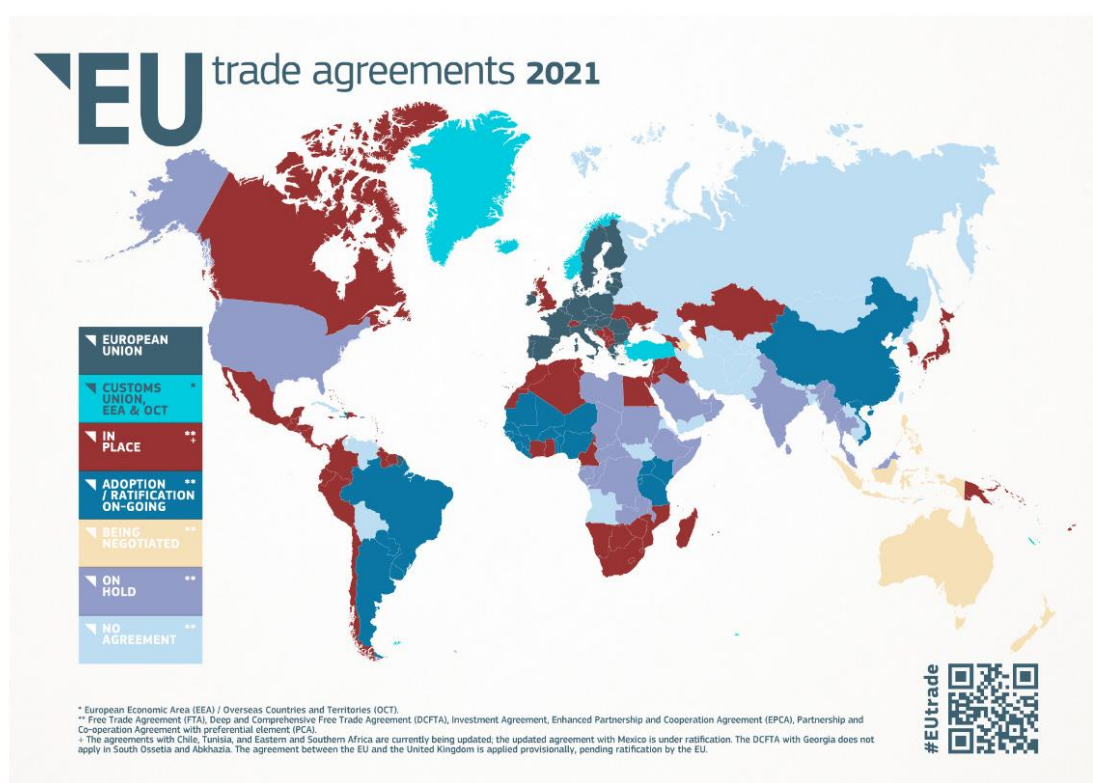 EU trade agreements 2021
EUROPEAN
UNION
CUSTOMS *
UNION,
EEA & OCT
IN **
PLACE +
ADOPTION **
/ RATIFICATION
ON-GOING
BEING **
NEGOTIATED
ON **
HOLD
NO **
AGREEMENT
#EUtrade
* European Economic Area (EEA) / Overseas Countries and Territories (OCT).
** Free Trade Agreement (FTA), Deep and Comprehensive Free Trade Agreement (DCFTA), Investment Agreement, Enhanced Partnership and Cooperation Agreement (EPCA), Partnership and
Co-operation Agreement with preferential element (PCA).
+ The agreements with Chile, Tunisia, and Eastern and Southern Africa are currently being updated; the updated agreement with Mexico is under ratification. The DCFTA with Georgia does not
apply in South Ossetia and Abkhazia. The agreement between the EU and the United Kingdom is applied provisionally, pending ratification by the EU.